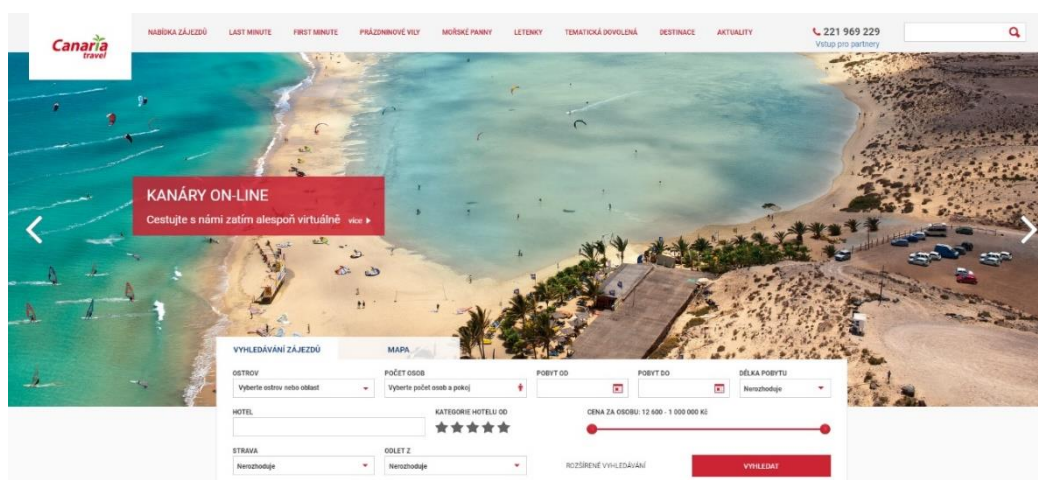 Canaria
travel
NABÍDKA ZÁJEZDŮ LAST MINUTE FIRST MINUTE PRÁZDNINOVÉ VILY MOŘSKÉ PANNY LETENKY TEMATICKÁ DOVOLENÁ DESTINACE AKTUALITY
221 969 229
Vstup pro partnery
KANÁRY ON-LINE
Cestujte s námi zatím alespoň virtuálně více
VYHLEDÁVÁNÍ ZÁJEZDŮ MAPA
OSTROV POČET OSOB POBYT OD POBYT DO DÉLKA POBYTU
Vyberte ostrov nebo oblast Vyberte počet osob a pokoj Nerozhoduje
HOTEL KATEGORIE HOTELU OD CENA ZA OSOBU: 12 600 - 1 000 000 Kč
STRAVA ODLET Z
Nerozhoduje Nerozhoduje ROZŠÍŘENÉ VYHLEDÁVÁNÍ VYHLEDAT